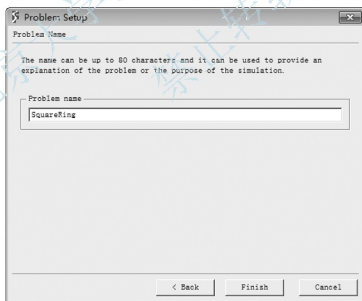 Problem Setup
Problem Name
The name can be up to 80 characters and it can be used to provide an
explanation of the problem or the purpose of the simulation.
Problem name
SquareRing
< Back
Finish
Cancel